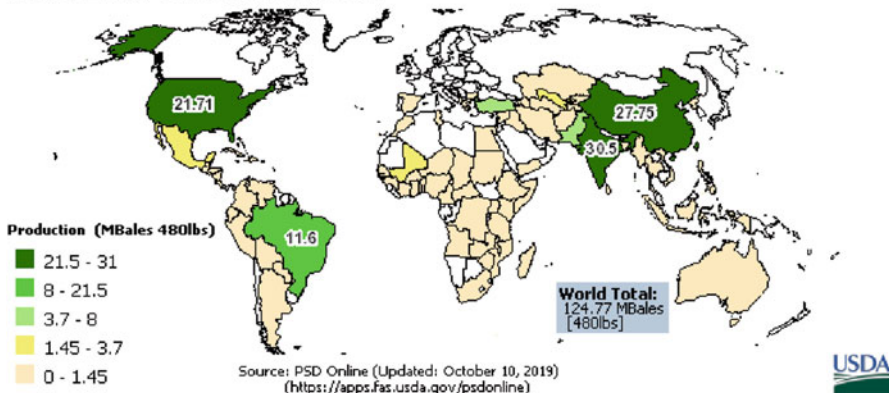 21.71
27.75
30.5
11.6
Production (MBales 480lbs)
21.5 - 31
8 - 21.5
3.7 - 8
1.45 - 3.7
0 - 1.45
World Total:
124.77 MBales
[480lbs]
Source: PSD Online (Updated: October 10, 2019)
(https://apps.fas.usda.gov/psdonline)
USDA